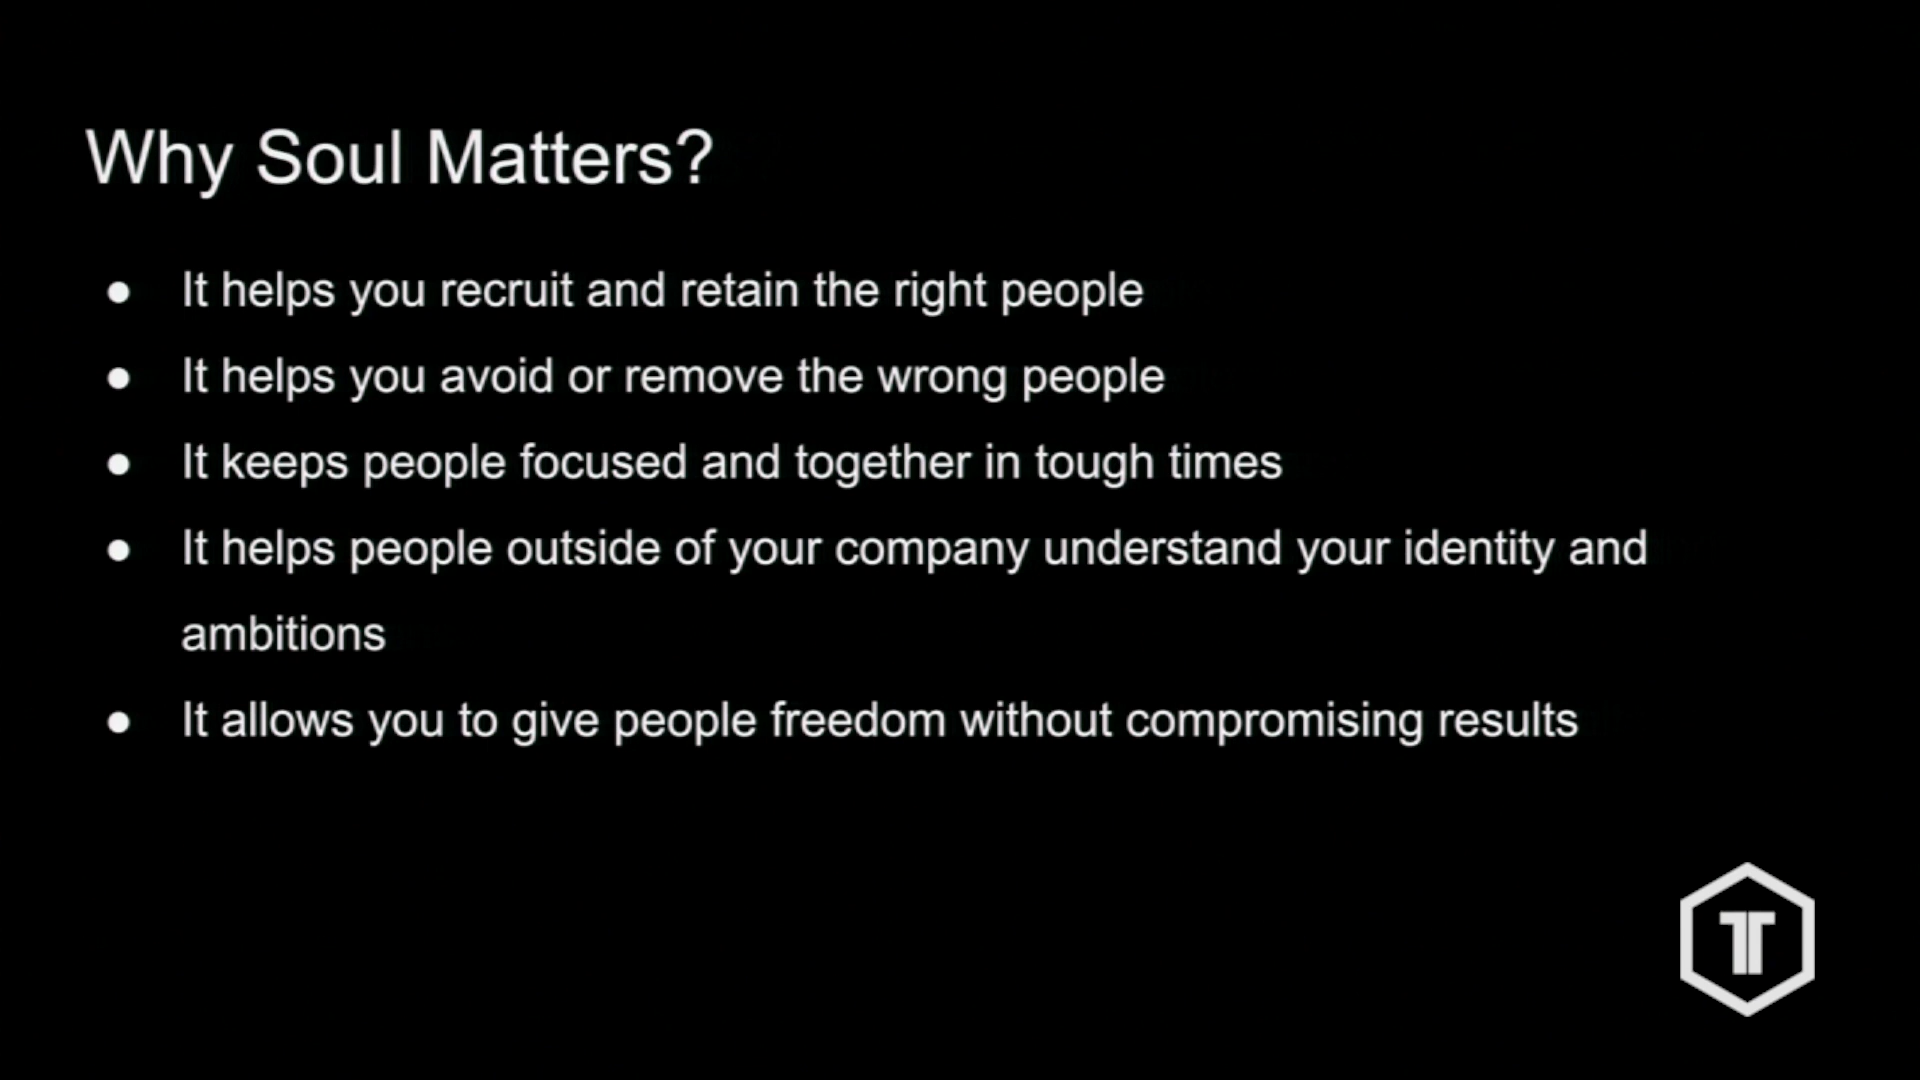 Why Soul Matters?
● It helps you recruit and retain the right people
● It helps you avoid or remove the wrong people
● It keeps people focused and together in tough times
● It helps people outside of your company understand your identity and
ambitions
● It allows you to give people freedom without compromising results
T